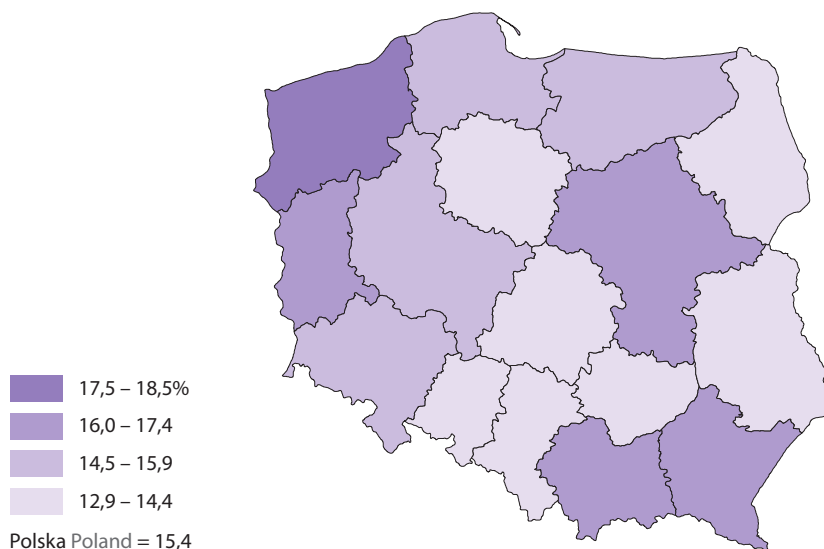 17,5 – 18,5%
16,0 – 17,4
14,5 – 15,9
12,9 – 14,4
Polska Poland = 15,4